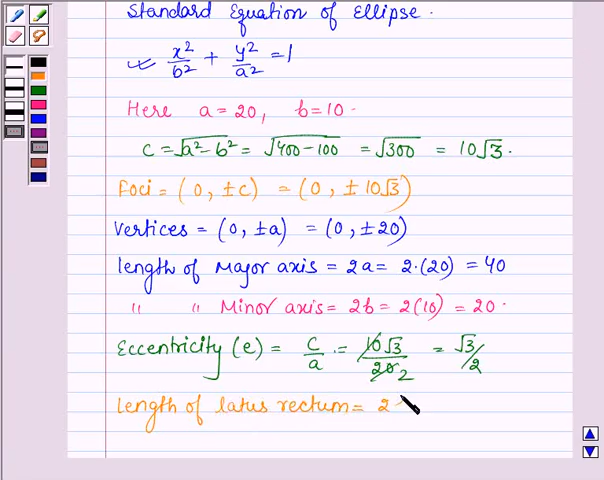 Standard Equation of Ellipse.
x²/b² + y²/a² = 1
Here a = 20, b = 10.
c = √a² - b² = √400 - 100 = √300 = 10√3.
Foci = (0, ±c) = (0, ±10√3)
Vertices = (0, ±a) = (0, ±20)
length of Major axis = 2a = 2·(20) = 40
" " Minor axis = 2b = 2(10) = 20.
Eccentricity (e) = c/a = 10√3/20 2 = √3/2
Length of latus rectum = 2